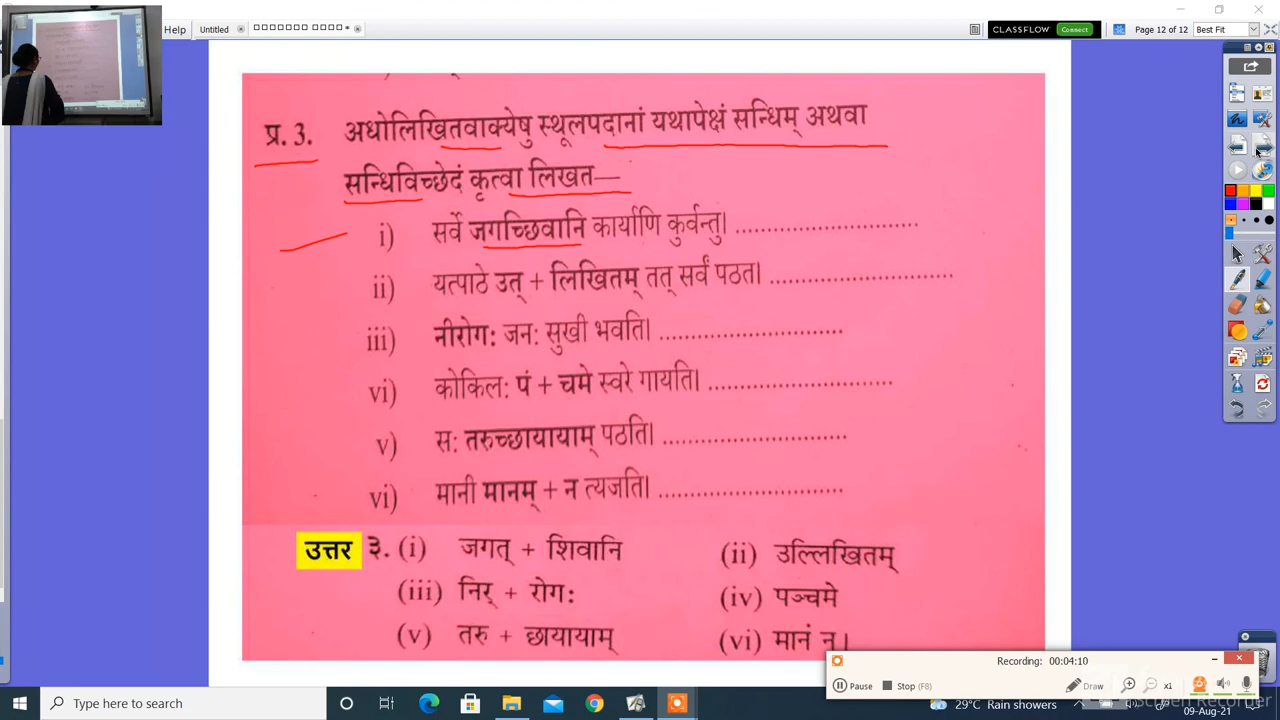 Help Untitled □□□□□□□ □□□□ * CLASSFLOW Connect Page 12 of 12 Best Fit
प्र. 3. अधोलिखितवाक्येषु स्थूलपदानां यथापेक्षं सन्धिम् अथवा
सन्धिविच्छेदं कृत्वा लिखत—
i) सर्वे जगच्छिवानि कार्याणि कुर्वन्तु। ..............................
ii) यत्पाठे उत् + लिखितम् तत् सर्वं पठत। ..............................
iii) नीरोगः जनः सुखी भवति। ..............................
vi) कोकिलः पं + चमे स्वरे गायति। ..............................
v) सः तरुच्छायायाम् पठति। ..............................
vi) मानी मानम् + न त्यजति। ..............................
उत्तर ३. (i) जगत् + शिवानि (ii) उल्लिखितम्
(iii) निर् + रोगः (iv) पञ्चमे
(v) तरु + छायायाम् (vi) मानं न।
Recording: 00:04:10
Pause Stop (F8) Draw x1
Screen Recorder
Type here to search 29°C Rain showers 09-Aug-21